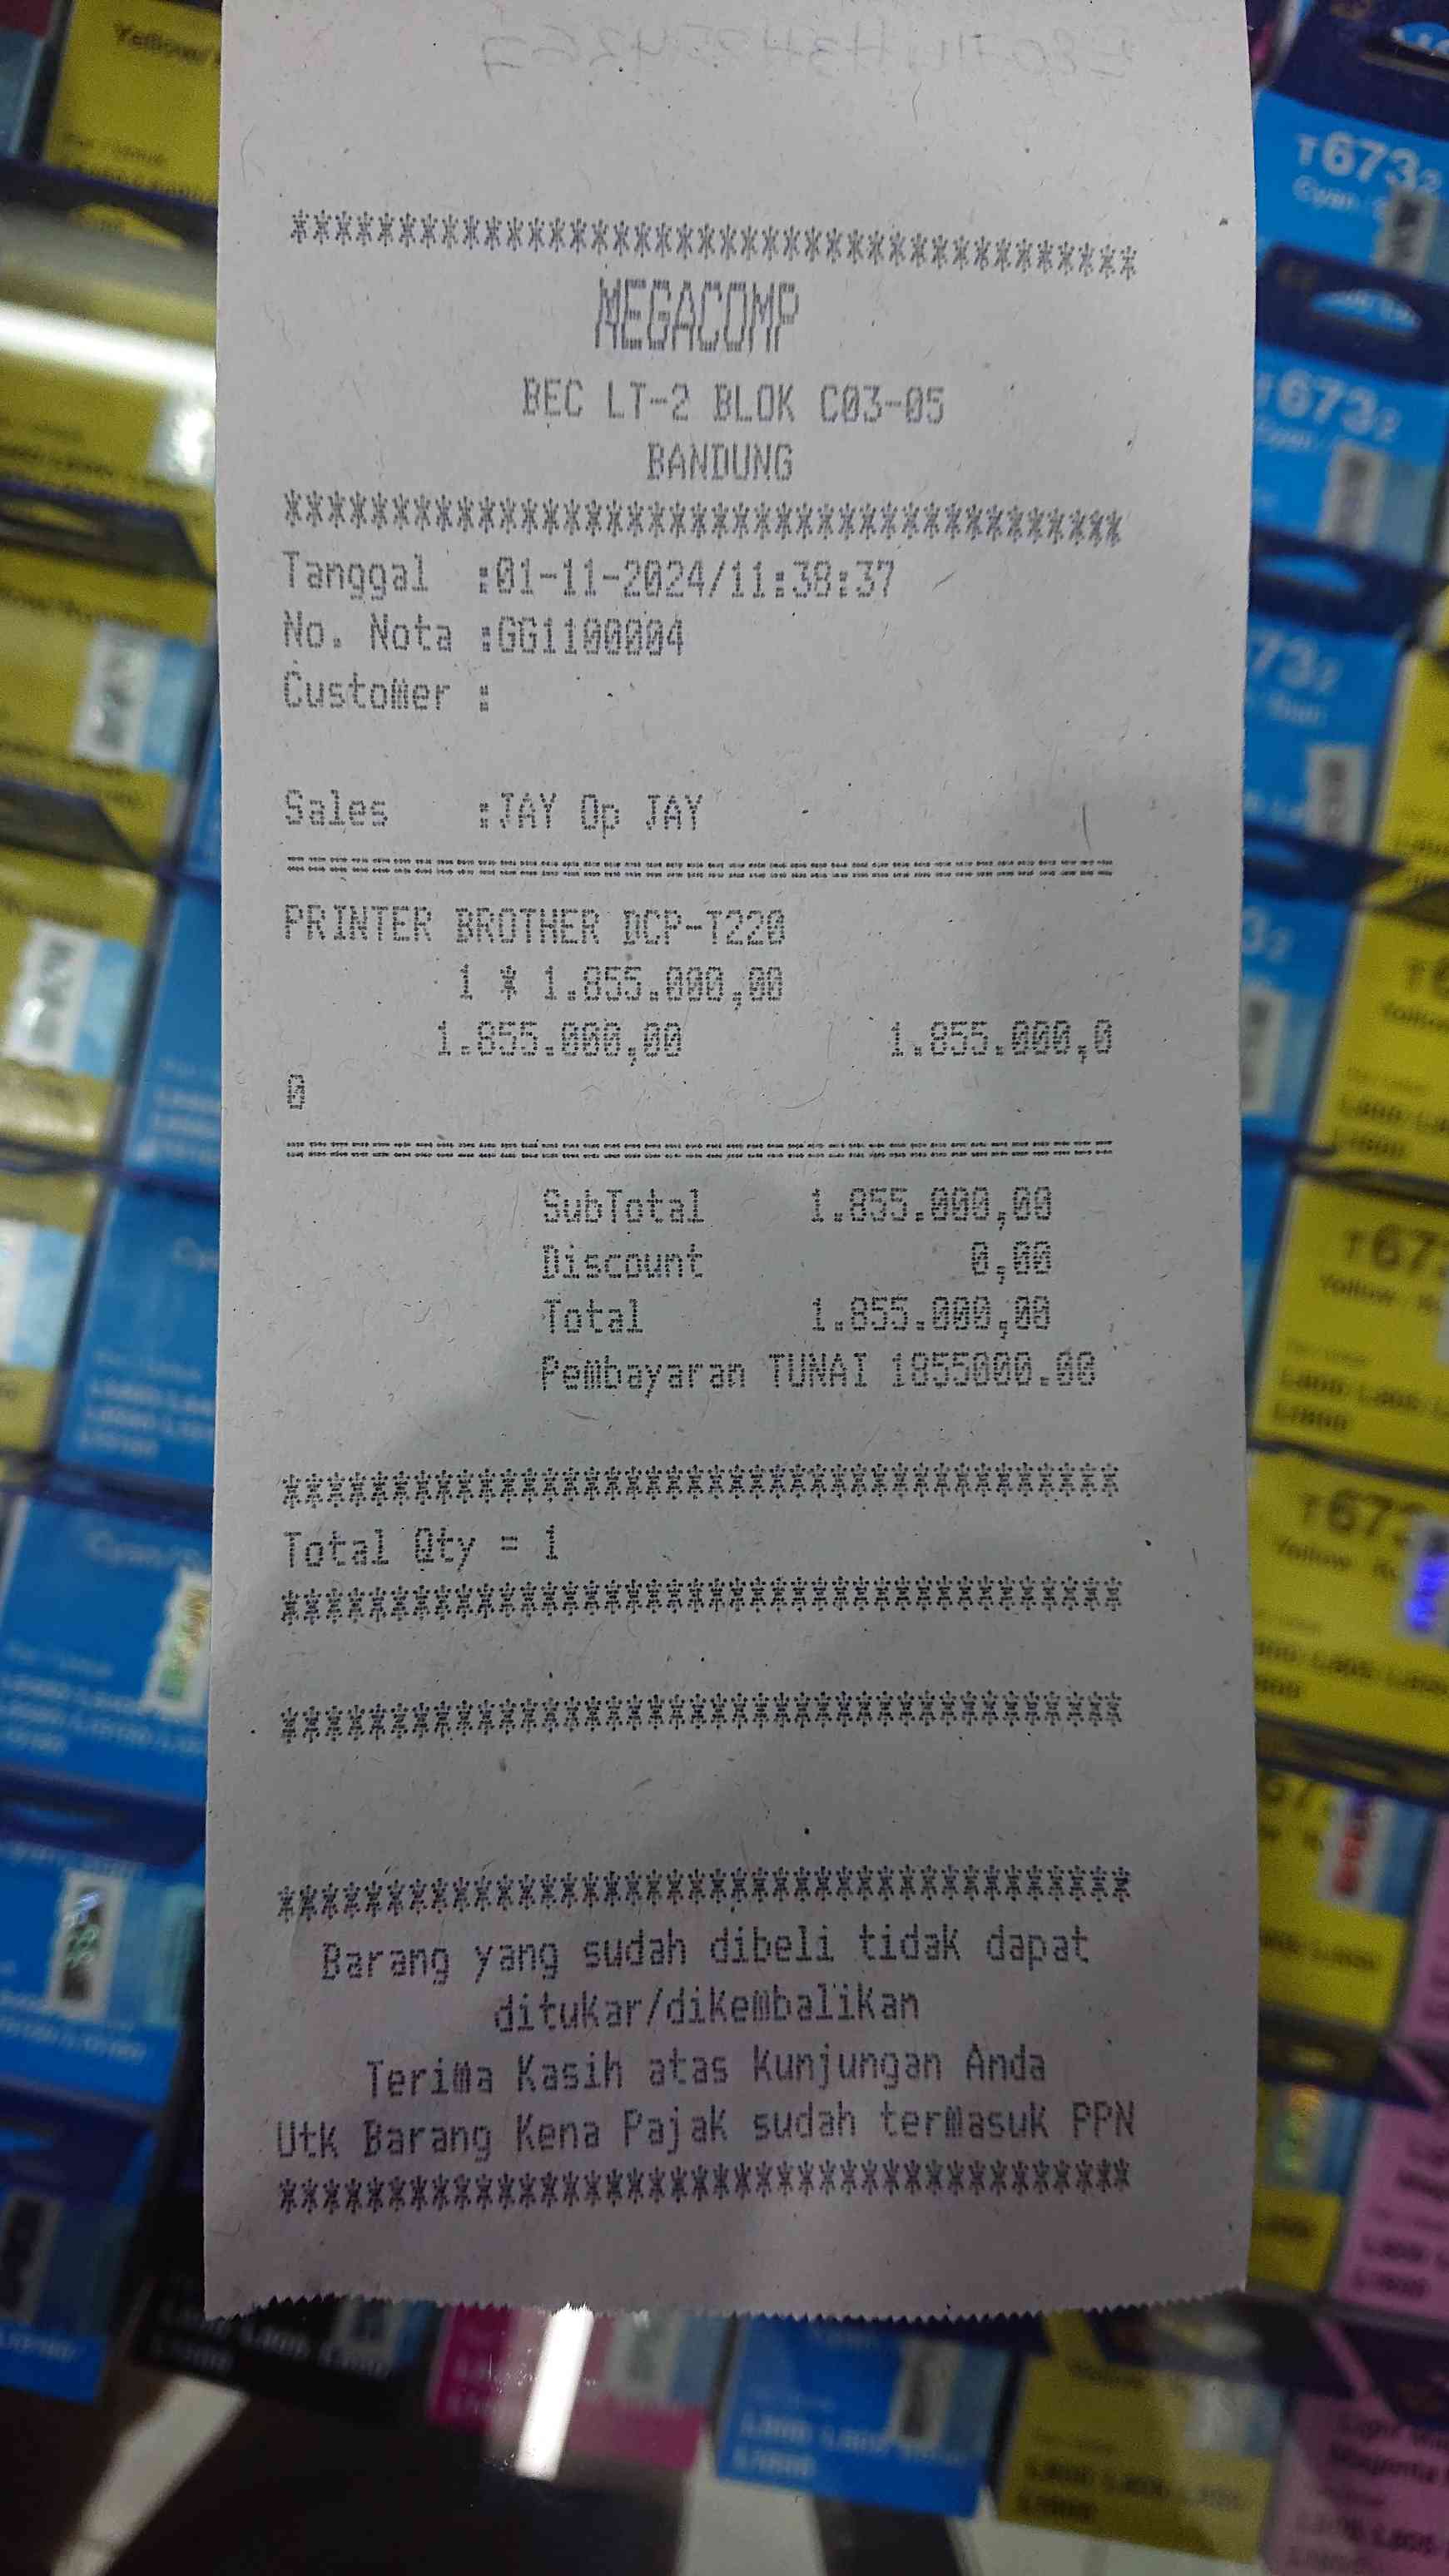 ****************************************
MEGACOMP
BEC LT-2 BLOK C03-05
BANDUNG
****************************************
Tanggal :01-11-2024/11:38:37
No. Nota :GG1100004
Customer :
Sales :JAY Op JAY
========================================
PRINTER BROTHER DCP-T220
1 * 1.855.000,00
1.855.000,00 1.855.000,0
0
========================================
SubTotal 1.855.000,00
Discount 0,00
Total 1.855.000,00
Pembayaran TUNAI 1855000.00
****************************************
Total Qty = 1
****************************************
****************************************
****************************************
Barang yang sudah dibeli tidak dapat
ditukar/dikembalikan
Terima Kasih atas Kunjungan Anda
Utk Barang Kena Pajak sudah termasuk PPN
****************************************
T6732
Cyan
T6732
Yellow